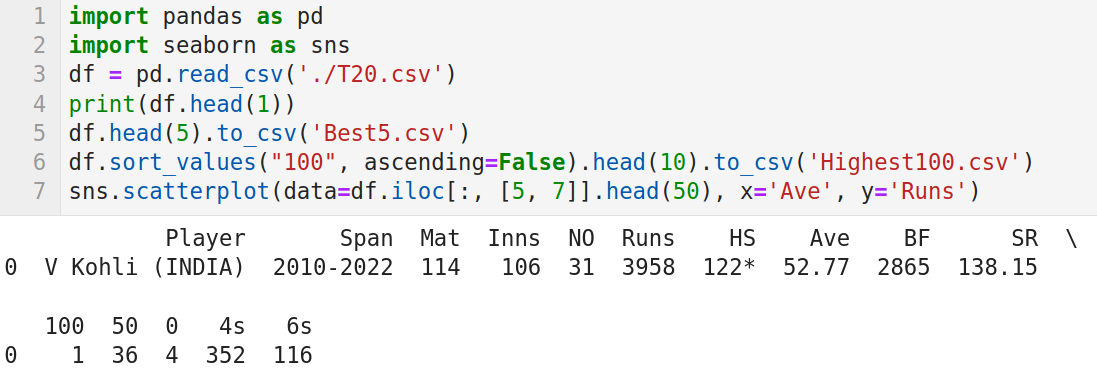 1 import pandas as pd
2 import seaborn as sns
3 df = pd.read_csv('./T20.csv')
4 print(df.head(1))
5 df.head(5).to_csv('Best5.csv')
6 df.sort_values("100", ascending=False).head(10).to_csv('Highest100.csv')
7 sns.scatterplot(data=df.iloc[:, [5, 7]].head(50), x='Ave', y='Runs')
Player Span Mat Inns NO Runs HS Ave BF SR \
0 V Kohli (INDIA) 2010-2022 114 106 31 3958 122* 52.77 2865 138.15
100 50 0 4s 6s
0 1 36 4 352 116